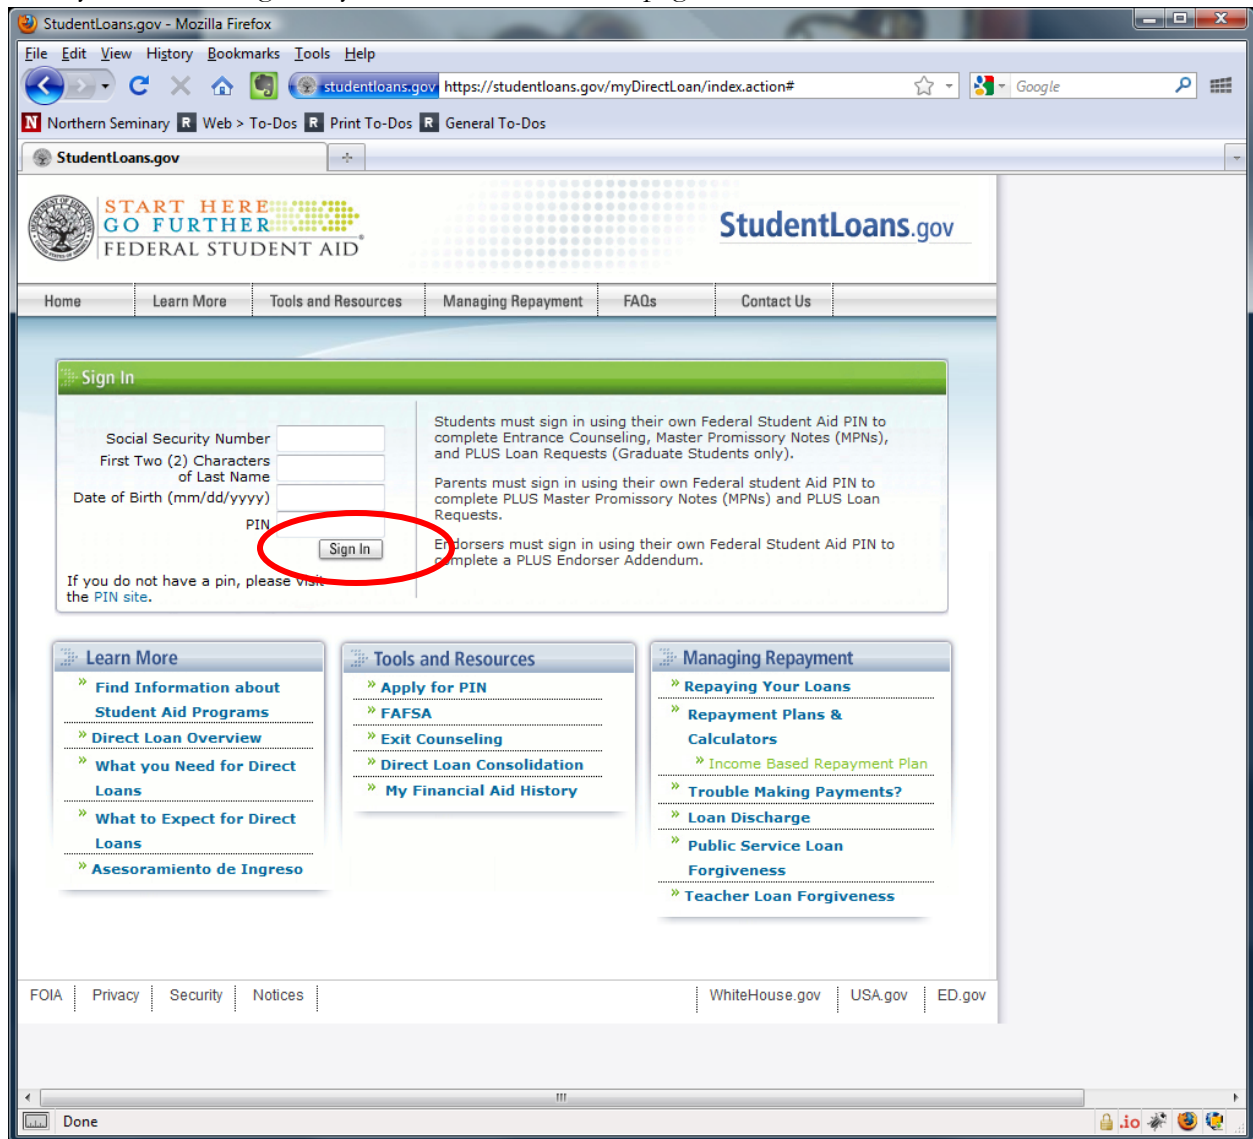 StudentLoans.gov - Mozilla Firefox
File Edit View History Bookmarks Tools Help
studentloans.gov https://studentloans.gov/myDirectLoan/index.action# Google
N Northern Seminary R Web > To-Dos R Print To-Dos R General To-Dos
StudentLoans.gov
START HERE
GO FURTHER
FEDERAL STUDENT AID
StudentLoans.gov
Home Learn More Tools and Resources Managing Repayment FAQs Contact Us
Sign In
Social Security Number
First Two (2) Characters
of Last Name
Date of Birth (mm/dd/yyyy)
PIN
Sign In
If you do not have a pin, please visit
the PIN site.
Students must sign in using their own Federal Student Aid PIN to
complete Entrance Counseling, Master Promissory Notes (MPNs),
and PLUS Loan Requests (Graduate Students only).
Parents must sign in using their own Federal student Aid PIN to
complete PLUS Master Promissory Notes (MPNs) and PLUS Loan
Requests.
Endorsers must sign in using their own Federal Student Aid PIN to
complete a PLUS Endorser Addendum.
Learn More
» Find Information about
Student Aid Programs
» Direct Loan Overview
» What you Need for Direct
Loans
» What to Expect for Direct
Loans
» Asesoramiento de Ingreso
Tools and Resources
» Apply for PIN
» FAFSA
» Exit Counseling
» Direct Loan Consolidation
» My Financial Aid History
Managing Repayment
» Repaying Your Loans
» Repayment Plans &
Calculators
» Income Based Repayment Plan
» Trouble Making Payments?
» Loan Discharge
» Public Service Loan
Forgiveness
» Teacher Loan Forgiveness
FOIA Privacy Security Notices WhiteHouse.gov USA.gov ED.gov
Done .io